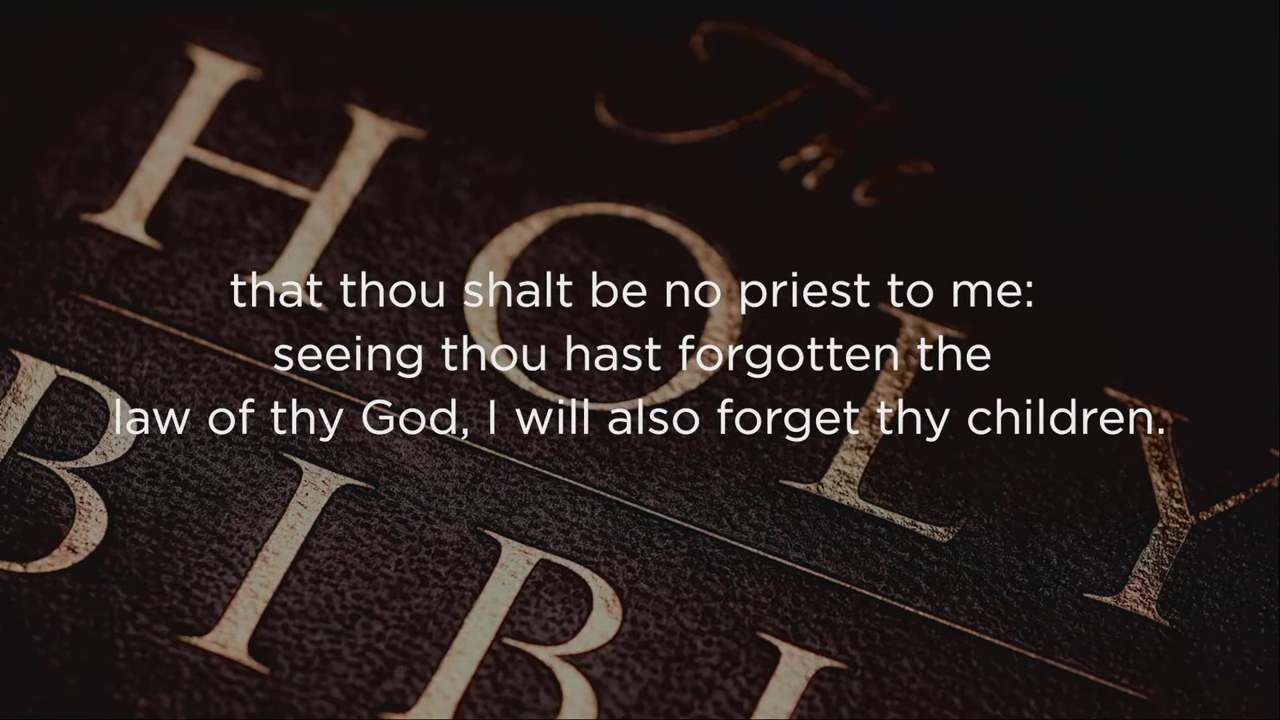 The
HOLY
BIBL
that thou shalt be no priest to me:
seeing thou hast forgotten the
law of thy God, I will also forget thy children.